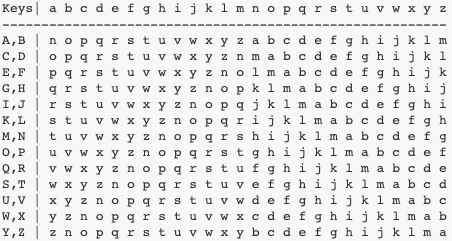 Keys| a b c d e f g h i j k l m n o p q r s t u v w x y z
---------------------------------------------------------
A,B | n o p q r s t u v w x y z a b c d e f g h i j k l m
C,D | o p q r s t u v w x y z n m a b c d e f g h i j k l
E,F | p q r s t u v w x y z n o l m a b c d e f g h i j k
G,H | q r s t u v w x y z n o p k l m a b c d e f g h i j
I,J | r s t u v w x y z n o p q j k l m a b c d e f g h i
K,L | s t u v w x y z n o p q r i j k l m a b c d e f g h
M,N | t u v w x y z n o p q r s h i j k l m a b c d e f g
O,P | u v w x y z n o p q r s t g h i j k l m a b c d e f
Q,R | v w x y z n o p q r s t u f g h i j k l m a b c d e
S,T | w x y z n o p q r s t u v e f g h i j k l m a b c d
U,V | x y z n o p q r s t u v w d e f g h i j k l m a b c
W,X | y z n o p q r s t u v w x c d e f g h i j k l m a b
Y,Z | z n o p q r s t u v w x y b c d e f g h i j k l m a